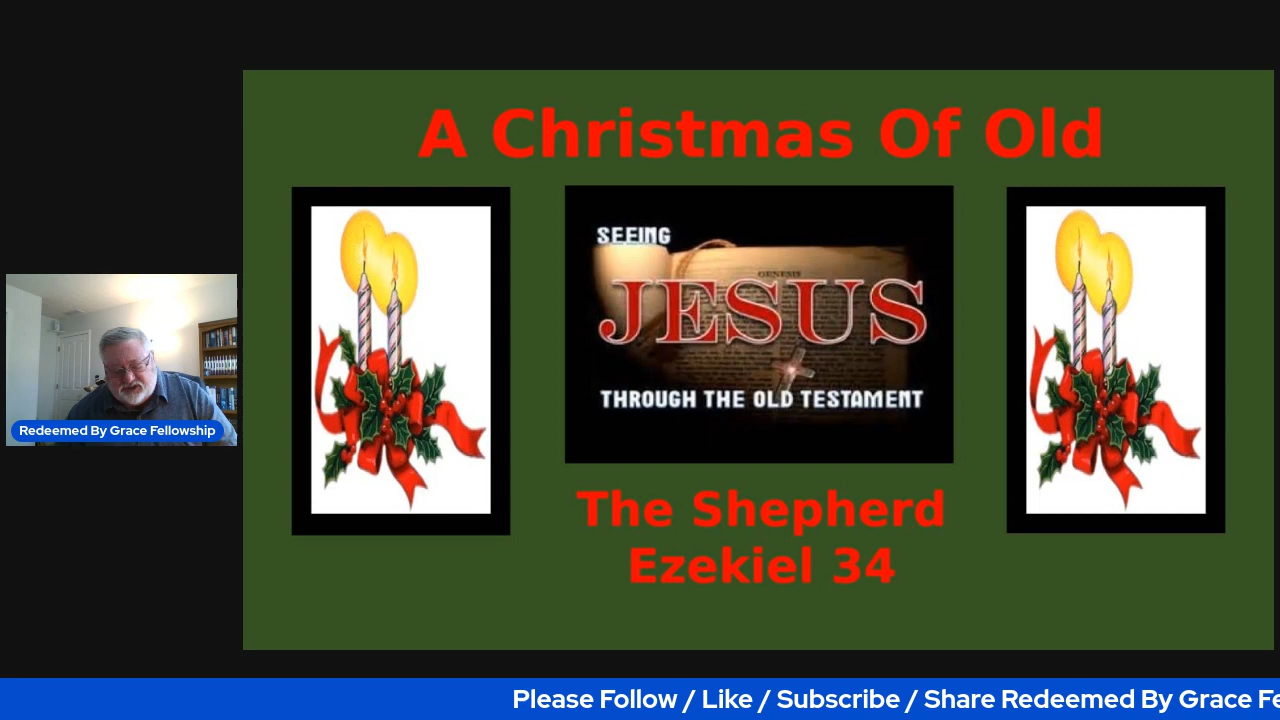 A Christmas Of Old
SEEING
GENESIS
JESUS
THROUGH THE OLD TESTAMENT
The Shepherd
Ezekiel 34
Redeemed By Grace Fellowship
Please Follow / Like / Subscribe / Share Redeemed By Grace Fe